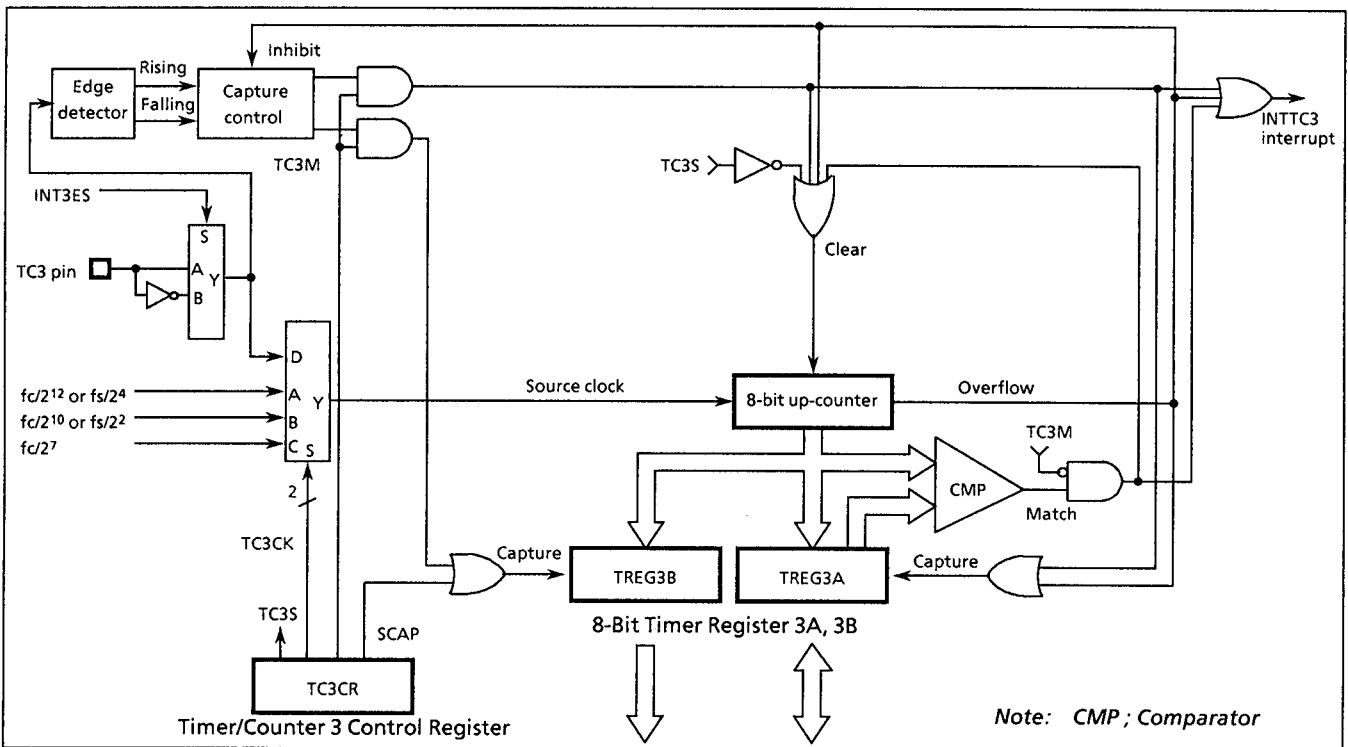 Inhibit
Rising
Edge
detector
Falling
Capture
control
INTTC3
interrupt
TC3M
TC3S
INT3ES
S
Clear
TC3 pin
A
Y
B
D
fc/2¹² or fs/2⁴
A
Y
Source clock
8-bit up-counter
Overflow
fc/2¹⁰ or fs/2²
B
fc/2⁷
C
S
TC3M
2
CMP
Match
TC3CK
Capture
TREG3B
TREG3A
Capture
TC3S
SCAP
8-Bit Timer Register 3A, 3B
TC3CR
Timer/Counter 3 Control Register
Note: CMP ; Comparator